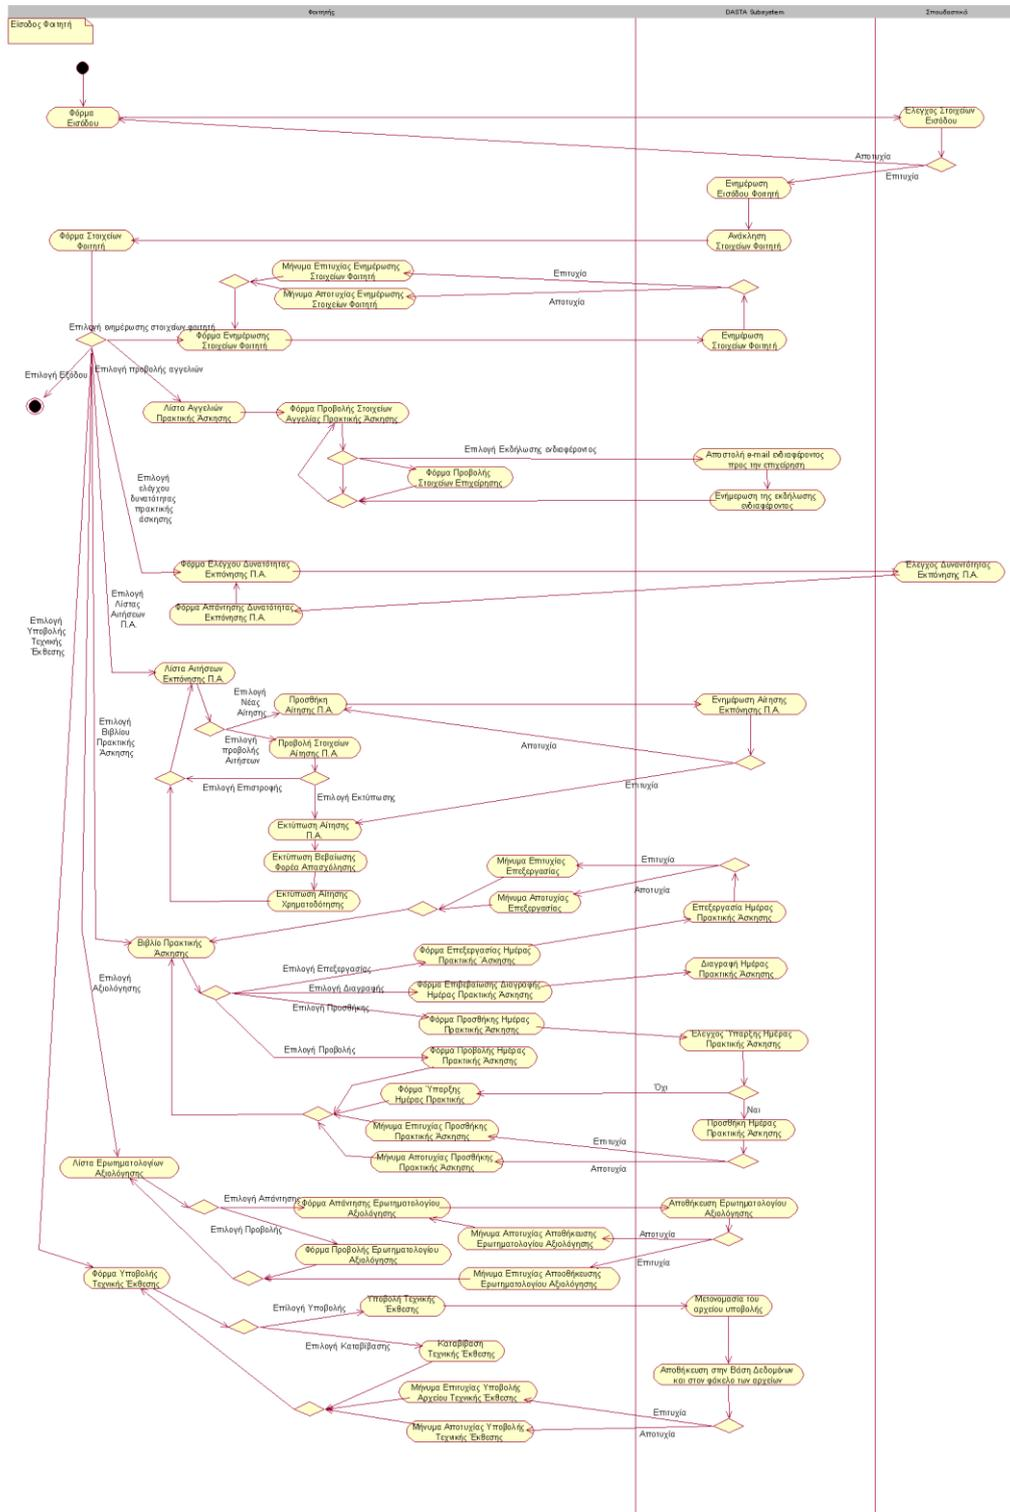 Φοιτητής
DASTA Subsystem
Σπουδαστικό
Είσοδος Φοιτητή
Φόρμα
Εισόδου
Έλεγχος Στοιχείων
Εισόδου
Αποτυχία
Επιτυχία
Ενημέρωση
Εισόδου Φοιτητή
Φόρμα Στοιχείων
Φοιτητή
Ανάκληση
Στοιχείων Φοιτητή
Μήνυμα Επιτυχίας Ενημέρωσης
Στοιχείων Φοιτητή
Επιτυχία
Μήνυμα Αποτυχίας Ενημέρωσης
Στοιχείων Φοιτητή
Αποτυχία
Επιλογή ενημέρωσης στοιχείων φοιτητή
Φόρμα Ενημέρωσης
Στοιχείων Φοιτητή
Ενημέρωση
Στοιχείων Φοιτητή
Επιλογή Εξόδου
Επιλογή προβολής αγγελιών
Λίστα Αγγελιών
Πρακτικής Άσκησης
Φόρμα Προβολής Στοιχείων
Αγγελίας Πρακτικής Άσκησης
Επιλογή Εκδήλωσης ενδιαφέροντος
Αποστολή e-mail ενδιαφέροντος
προς την επιχείρηση
Φόρμα Προβολής
Στοιχείων Επιχείρησης
Ενήμερωση της εκδήλωσης
ενδιαφέροντος
Επιλογή
ελέγχου
δυνατότητας
πρακτικής
άσκησης
Φόρμα Ελέγχου Δυνατότητας
Εκπόνησης Π.Α.
Έλεγχος Δυναντότητας
Εκπόνησης Π.Α.
Φόρμα Απάντησης Δυνατότητας
Εκπόνησης Π.Α.
Επιλογή
Λίστας
Αιτήσεων
Π.Α.
Επιλογή
Υποβολής
Τεχνικής
Έκθεσης
Λίστα Αιτήσεων
Εκπόνησης Π.Α.
Επιλογή
Νέας
Αίτησης
Προσθήκη
Αίτησης Π.Α.
Ενημέρωση Αίτησης
Εκπόνησης Π.Α.
Επιλογή
Βιβλίου
Πρακτικής
Άσκησης
Επιλογή
προβολής
Αιτήσεων
Προβολή Στοιχείων
Αίτησης Π.Α.
Αποτυχία
Επιλογή Επιστροφής
Επιλογή Εκτύπωσης
Επιτυχία
Εκτύπωση Αίτησης
Π.Α.
Εκτύπωση Βεβαίωσης
Φορέα Απασχόλησης
Εκτύπωση Αίτησης
Χρηματοδότησης
Μήνυμα Επιτυχίας
Επεξεργασίας
Επιτυχία
Μήνυμα Αποτυχίας
Επεξεργασίας
Αποτυχία
Επεξεργασία Ημέρας
Πρακτικής Άσκησης
Βιβλίο Πρακτικής
Άσκησης
Φόρμα Επεξεργασίας Ημέρας
Πρακτικής Άσκησης
Επιλογή Επεξεργασίας
Διαγραφή Ημέρας
Πρακτικής Άσκησης
Επιλογή
Αξιολόγησης
Επιλογή Διαγραφής
Φόρμα Επιβεβαίωσης Διαγραφής
Ημέρας Πρακτικής Άσκησης
Επιλογή Προσθήκης
Φόρμα Προσθήκης Ημέρας
Πρακτικής Άσκησης
Έλεγχος Ύπαρξης Ημέρας
Πρακτικής Άσκησης
Επιλογή Προβολής
Φόρμα Προβολής Ημέρας
Πρακτικής Άσκησης
Φόρμα Ύπαρξης
Ημέρας Πρακτικής
Όχι
Ναι
Μήνυμα Επιτυχίας Προσθήκης
Πρακτικής Άσκησης
Προσθήκη Ημέρας
Πρακτικής Άσκησης
Επιτυχία
Μήνυμα Αποτυχίας Προσθήκης
Πρακτικής Άσκησης
Αποτυχία
Λίστα Ερωτηματολογίων
Αξιολόγησης
Επιλογή Απάντησης
Φόρμα Απάντησης Ερωτηματολογίου
Αξιολόγησης
Αποθήκευση Ερωτηματολογίου
Αξιολόγησης
Επιλογή Προβολής
Μήνυμα Αποτυχίας Αποθήκευσης
Ερωτηματολογίου Αξιολόγησης
Αποτυχία
Φόρμα Προβολής Ερωτηματολογίου
Αξιολόγησης
Επιτυχία
Φόρμα Υποβολής
Τεχνικής Έκθεσης
Μήνυμα Επιτυχίας Αποοθήκευσης
Ερωτηματολογίου Αξιολόγησης
Επίλογή Υποβολής
Υποβολή Τεχνικής
Έκθεσης
Μετονομασία του
αρχείου υποβολής
Επιλογή Καταβίβασης
Καταβίβαση
Τεχνικής Έκθεσης
Αποθήκευση στην Βάση Δεδομένων
και στον φάκελο των αρχείων
Μήνυμα Επιτυχίας Υποβολής
Αρχείου Τεχνικής Έκθεσης
Επιτυχία
Μήνυμα Αποτυχίας Υποβολής
Τεχνικής Έκθεσης
Αποτυχία